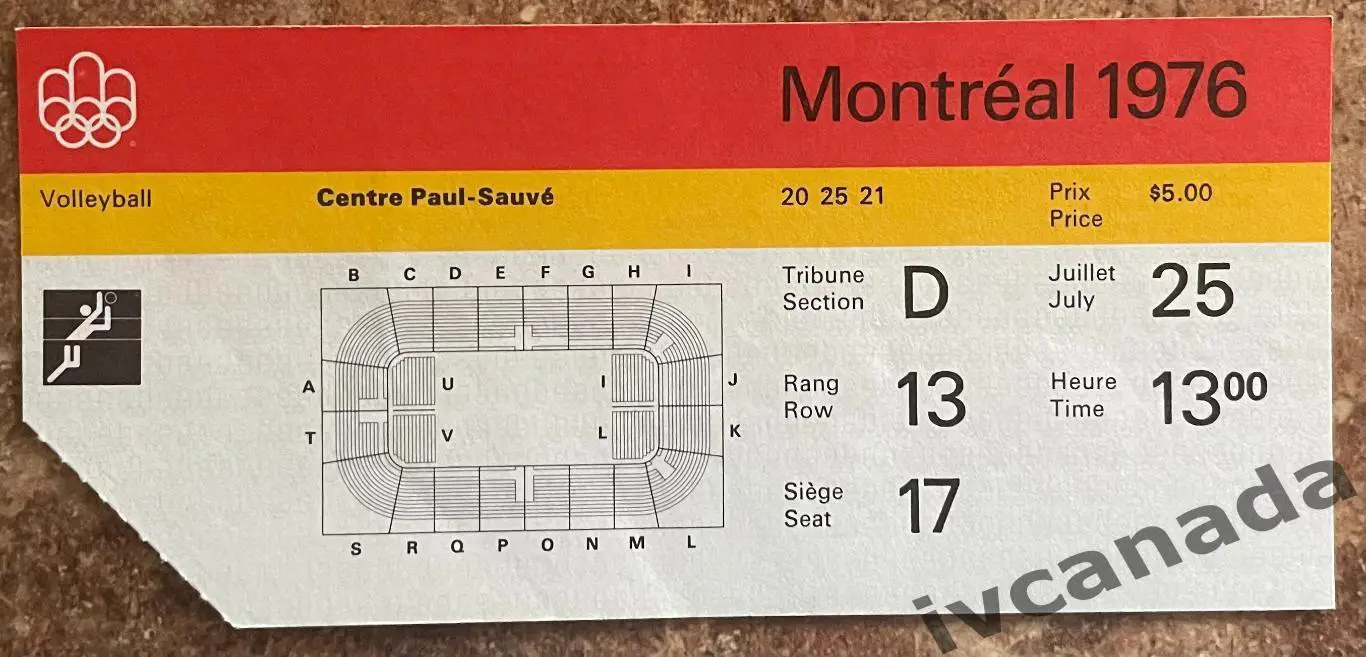 Montréal 1976
Volleyball
Centre Paul-Sauvé
20 25 21
Prix
Price
$5.00
B C D E F G H I
A
T
U
V
I
L
J
K
S R Q P O N M L
Tribune
Section
D
Juillet
July
25
Rang
Row
13
Heure
Time
13⁰⁰
Siège
Seat
17
ivcanada